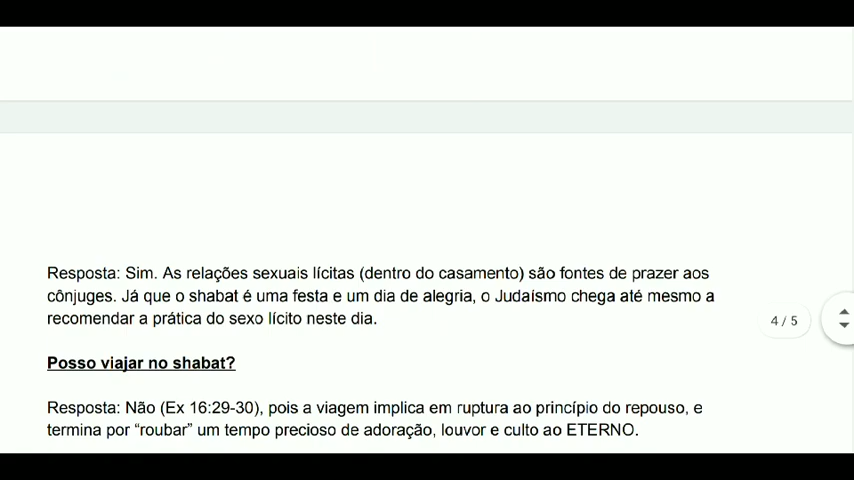 Resposta: Sim. As relações sexuais lícitas (dentro do casamento) são fontes de prazer aos
cônjuges. Já que o shabat é uma festa e um dia de alegria, o Judaísmo chega até mesmo a
recomendar a prática do sexo lícito neste dia.
4 / 5
Posso viajar no shabat?
Resposta: Não (Ex 16:29-30), pois a viagem implica em ruptura ao princípio do repouso, e
termina por “roubar” um tempo precioso de adoração, louvor e culto ao ETERNO.